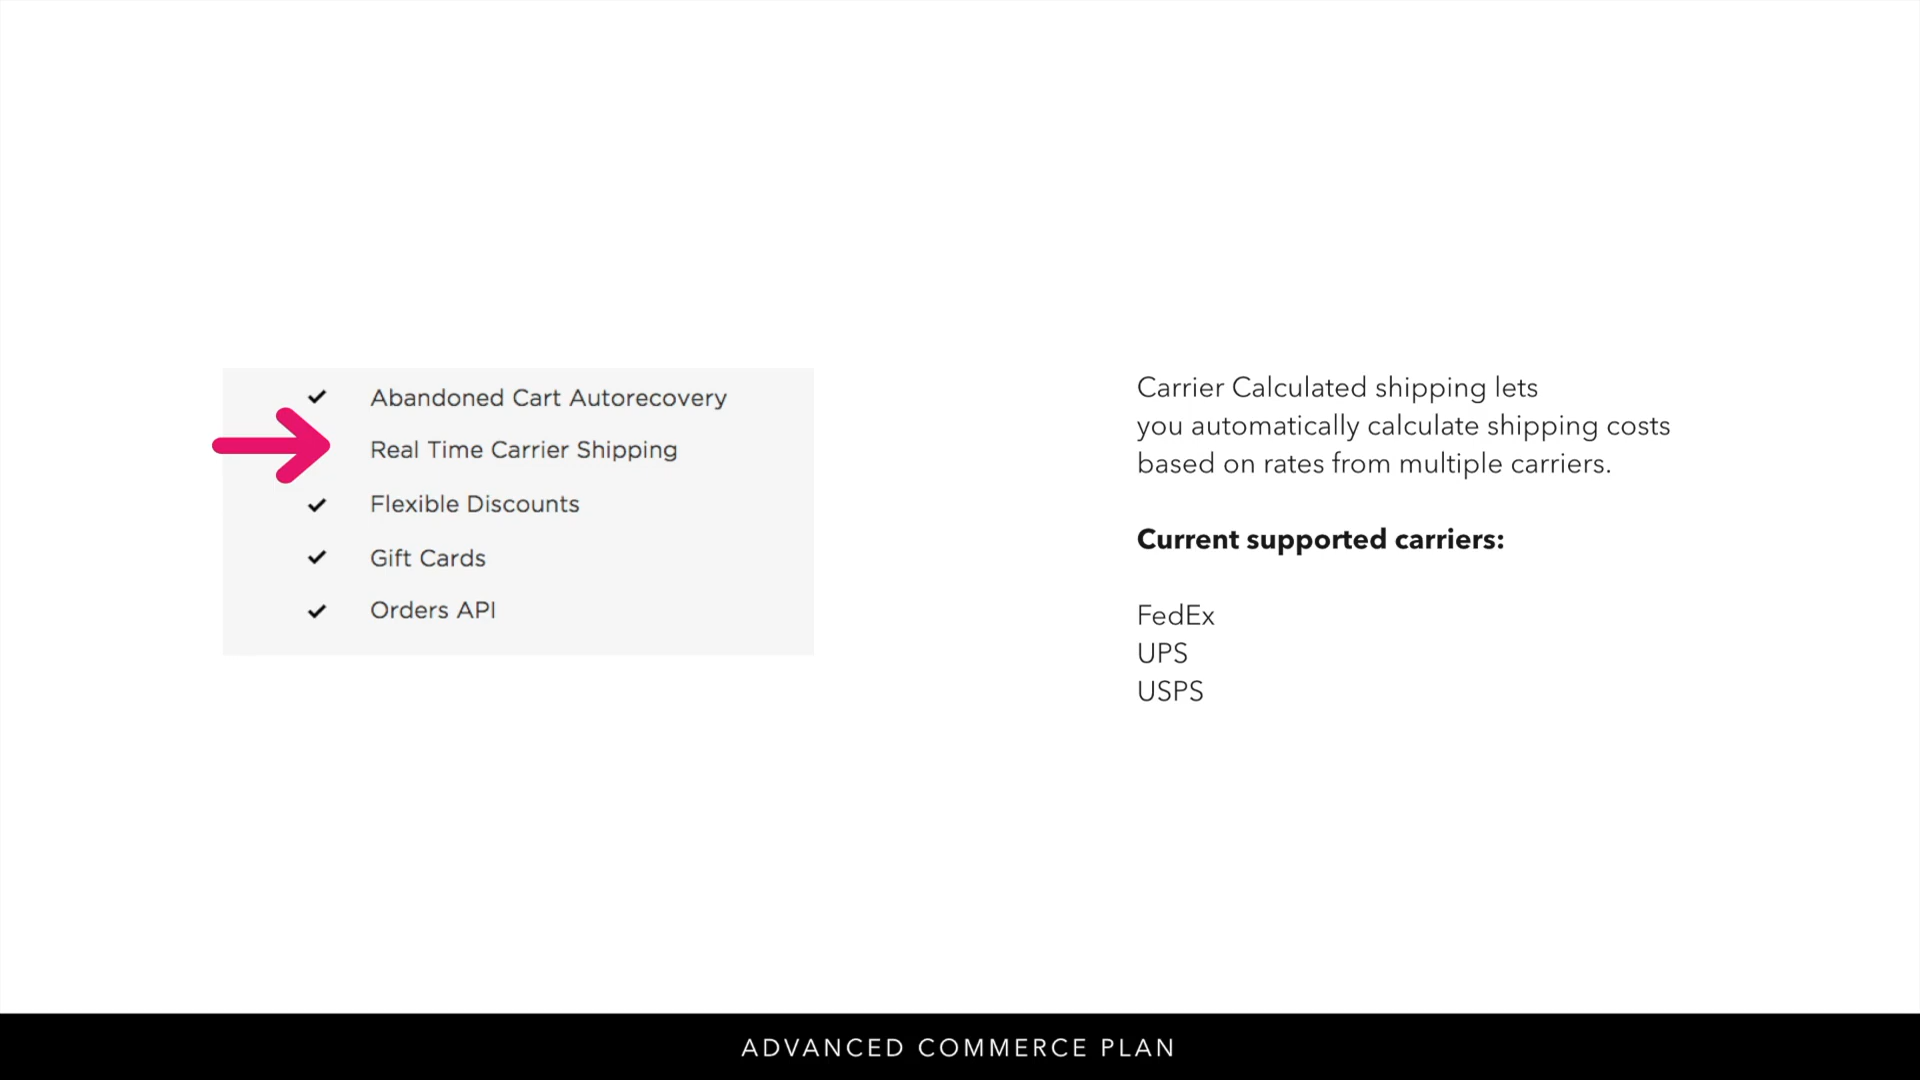 Abandoned Cart Autorecovery
Real Time Carrier Shipping
Flexible Discounts
Gift Cards
Orders API
Carrier Calculated shipping lets
you automatically calculate shipping costs
based on rates from multiple carriers.
Current supported carriers:
FedEx
UPS
USPS
ADVANCED COMMERCE PLAN